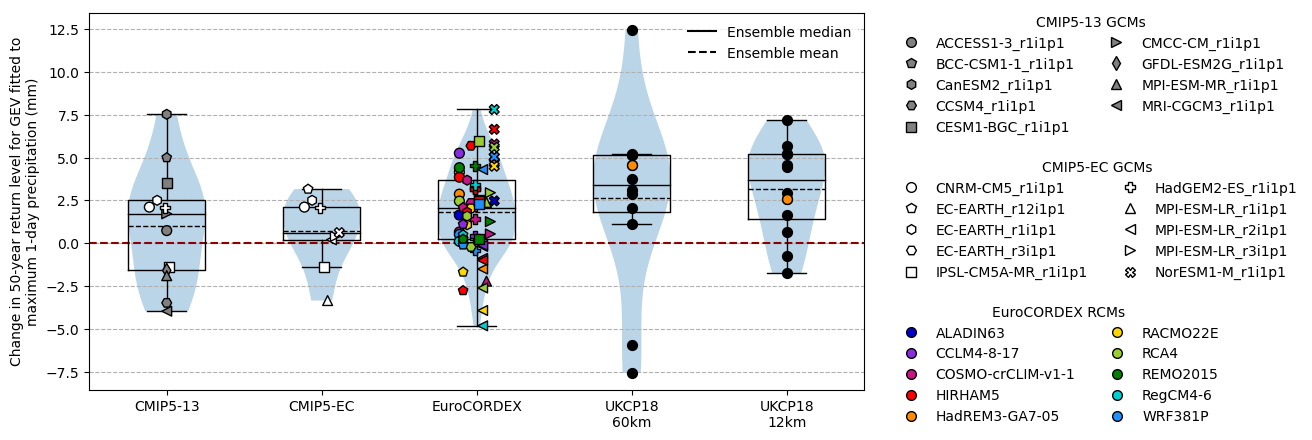 Change in 50-year return level for GEV fitted to
maximum 1-day precipitation (mm)
12.5
10.0
7.5
5.0
2.5
0.0
−2.5
−5.0
−7.5
Ensemble median
Ensemble mean
CMIP5-13
CMIP5-EC
EuroCORDEX
UKCP18
60km
UKCP18
12km
CMIP5-13 GCMs
ACCESS1-3_r1i1p1
BCC-CSM1-1_r1i1p1
CanESM2_r1i1p1
CCSM4_r1i1p1
CESM1-BGC_r1i1p1
CMCC-CM_r1i1p1
GFDL-ESM2G_r1i1p1
MPI-ESM-MR_r1i1p1
MRI-CGCM3_r1i1p1
CMIP5-EC GCMs
CNRM-CM5_r1i1p1
EC-EARTH_r12i1p1
EC-EARTH_r1i1p1
EC-EARTH_r3i1p1
IPSL-CM5A-MR_r1i1p1
HadGEM2-ES_r1i1p1
MPI-ESM-LR_r1i1p1
MPI-ESM-LR_r2i1p1
MPI-ESM-LR_r3i1p1
NorESM1-M_r1i1p1
EuroCORDEX RCMs
ALADIN63
CCLM4-8-17
COSMO-crCLIM-v1-1
HIRHAM5
HadREM3-GA7-05
RACMO22E
RCA4
REMO2015
RegCM4-6
WRF381P